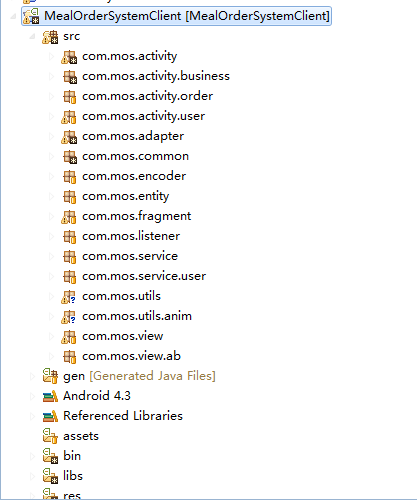 MealOrderSystemClient [MealOrderSystemClient]
src
com.mos.activity
com.mos.activity.business
com.mos.activity.order
com.mos.activity.user
com.mos.adapter
com.mos.common
com.mos.encoder
com.mos.entity
com.mos.fragment
com.mos.listener
com.mos.service
com.mos.service.user
com.mos.utils
com.mos.utils.anim
com.mos.view
com.mos.view.ab
gen [Generated Java Files]
Android 4.3
Referenced Libraries
assets
bin
libs
res